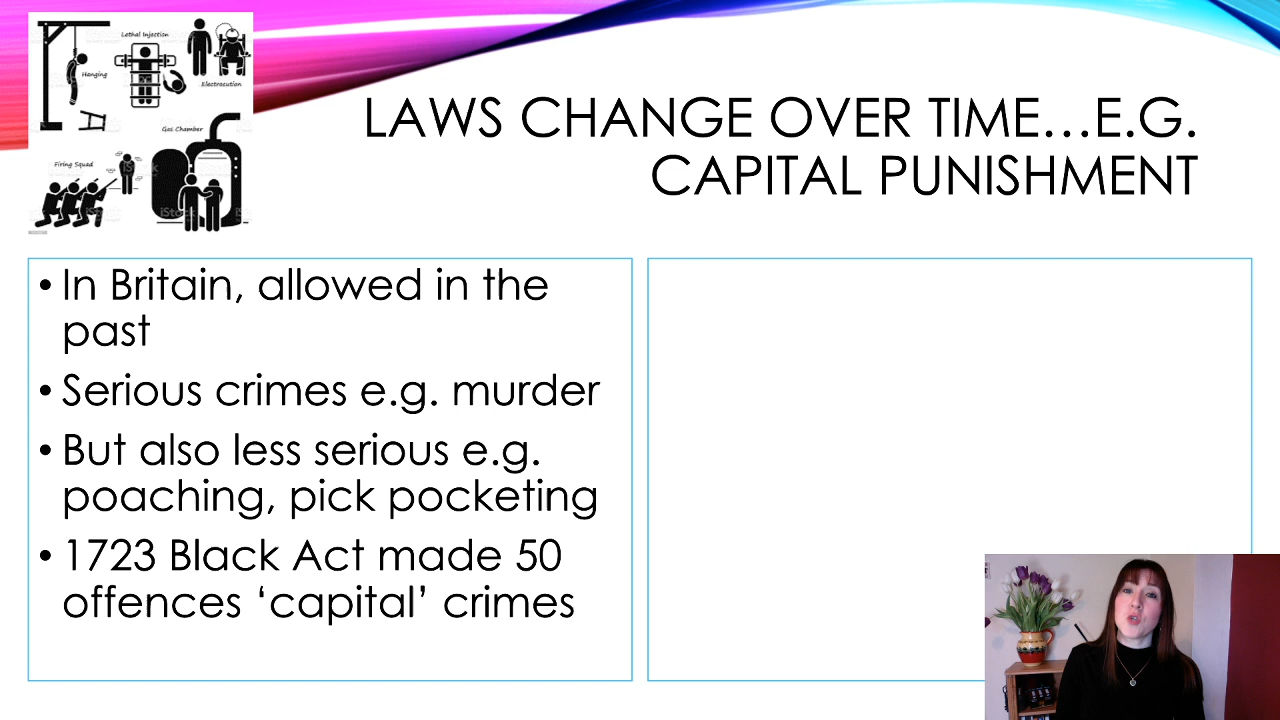 Lethal Injection
Hanging
Electrocution
Gas Chamber
Firing Squad
iStock
LAWS CHANGE OVER TIME…E.G.
CAPITAL PUNISHMENT
• In Britain, allowed in the
past
• Serious crimes e.g. murder
• But also less serious e.g.
poaching, pick pocketing
• 1723 Black Act made 50
offences ‘capital’ crimes